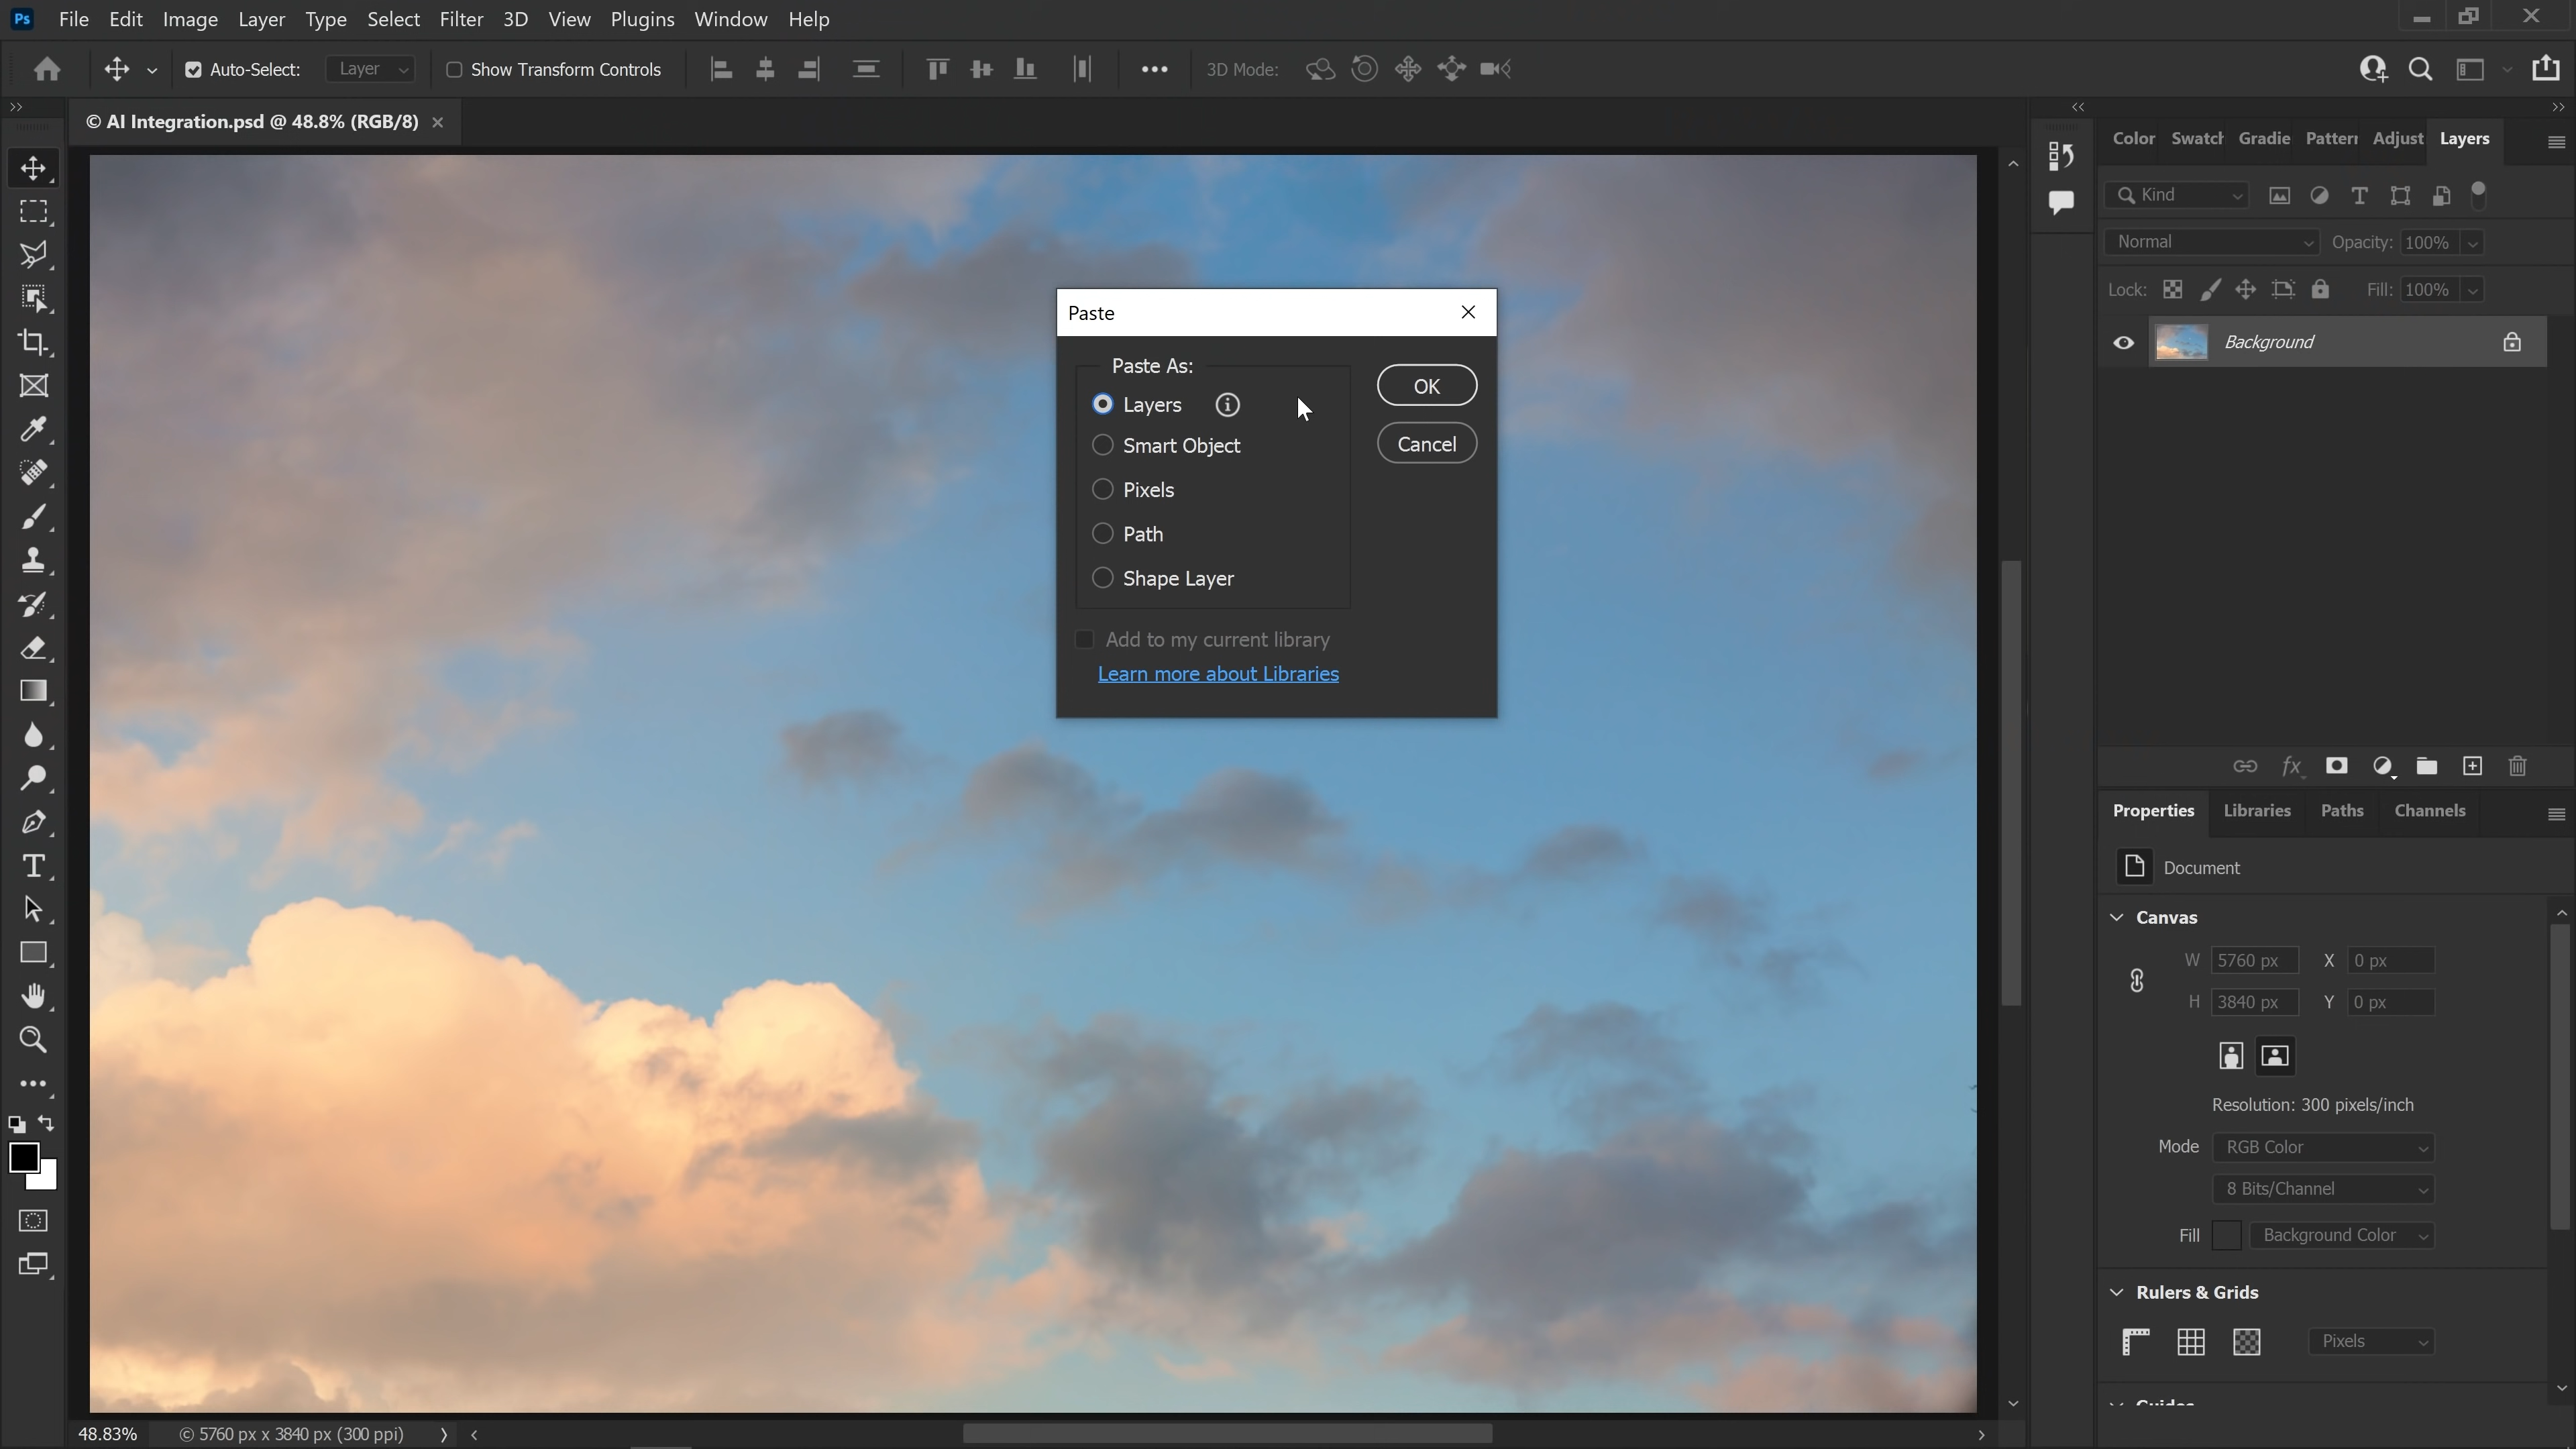 Ps File Edit Image Layer Type Select Filter 3D View Plugins Window Help
Auto-Select: Layer Show Transform Controls 3D Mode:
© AI Integration.psd @ 48.8% (RGB/8)
Color Swatch Gradie Pattern Adjust Layers
Kind
Normal Opacity: 100%
Lock: Fill: 100%
Background
Paste
Paste As:
Layers
Smart Object
Pixels
Path
Shape Layer
OK
Cancel
Add to my current library
Learn more about Libraries
fx
Properties Libraries Paths Channels
Document
Canvas
W 5760 px X 0 px
H 3840 px Y 0 px
Resolution: 300 pixels/inch
Mode RGB Color
8 Bits/Channel
Fill Background Color
Rulers & Grids
Pixels
Guides
48.83% © 5760 px x 3840 px (300 ppi)